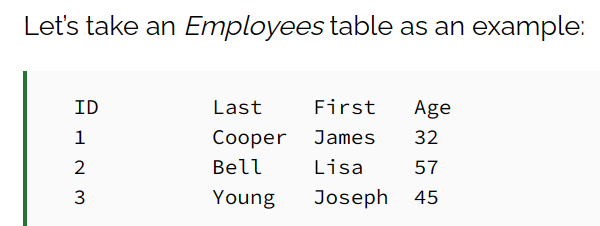 Let's take an Employees table as an example:
ID Last First Age
1 Cooper James 32
2 Bell Lisa 57
3 Young Joseph 45